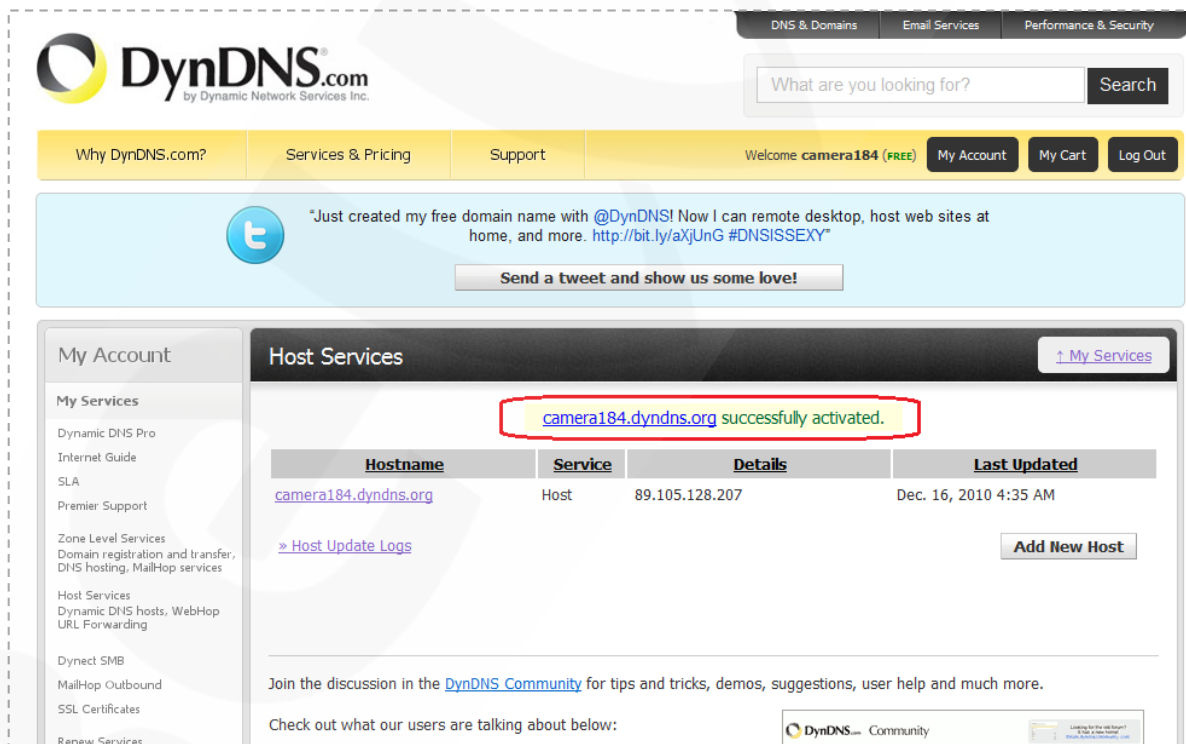 DNS & Domains
Email Services
Performance & Security
DynDNS.com
by Dynamic Network Services Inc.
What are you looking for?
Search
Why DynDNS.com?
Services & Pricing
Support
Welcome camera184 (FREE)
My Account
My Cart
Log Out
"Just created my free domain name with @DynDNS! Now I can remote desktop, host web sites at
home, and more. http://bit.ly/aXjUnG #DNSISSEXY"
Send a tweet and show us some love!
My Account
My Services
Dynamic DNS Pro
Internet Guide
SLA
Premier Support
Zone Level Services
Domain registration and transfer,
DNS hosting, MailHop services
Host Services
Dynamic DNS hosts, WebHop
URL Forwarding
Dynect SMB
MailHop Outbound
SSL Certificates
Renew Services
Host Services
↑ My Services
camera184.dyndns.org successfully activated.
Hostname Service Details Last Updated
camera184.dyndns.org Host 89.105.128.207 Dec. 16, 2010 4:35 AM
» Host Update Logs
Add New Host
Join the discussion in the DynDNS Community for tips and tricks, demos, suggestions, user help and much more.
Check out what our users are talking about below:
DynDNS.com Community